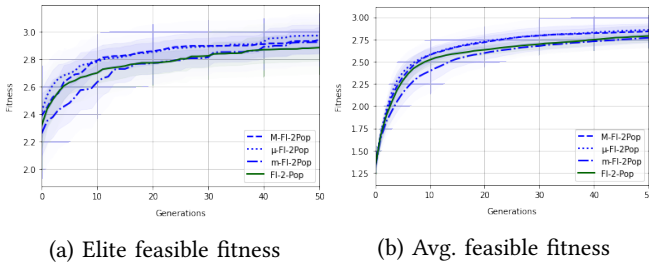 3.0
2.8
2.6
2.4
2.2
2.0
Fitness
0 10 20 30 40 50
Generations
M-FI-2Pop
μ-FI-2Pop
m-FI-2Pop
FI-2-Pop
(a) Elite feasible fitness
3.00
2.75
2.50
2.25
2.00
1.75
1.50
1.25
Fitness
0 10 20 30 40 50
Generations
M-FI-2Pop
μ-FI-2Pop
m-FI-2Pop
FI-2Pop
(b) Avg. feasible fitness